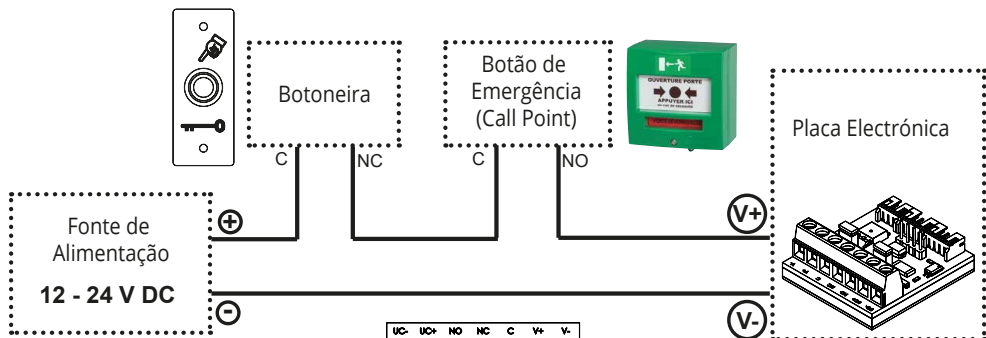 Botoneira
Botão de
Emergência
(Call Point)
OUVERTURE PORTE
APPUYER ICI
Placa Electrónica
C
NC
C
NO
+
V+
Fonte de
Alimentação
12 - 24 V DC
-
V-
UC- UC+ NO NC C V+ V-